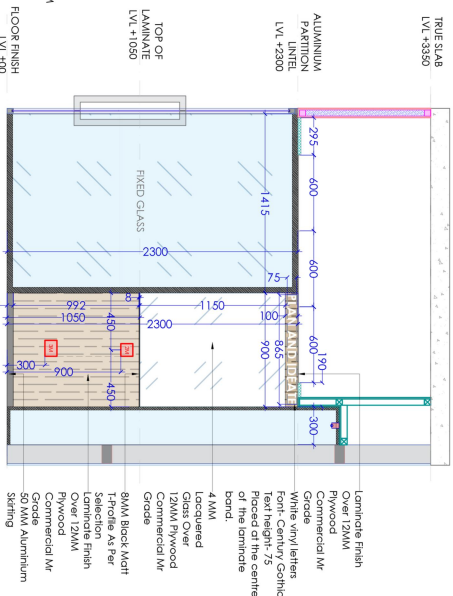 TRUE SLAB
LVL +3350
ALUMINIUM
PARTITION
LINTEL
LVL +2300
TOP OF
LAMINATE
LVL +1050
FLOOR FINISH
LVL +00
295
600
600
600
190
300
1415
FIXED GLASS
2300
75
100
865
900
PLAN AND IDEATE
1150
2300
8
992
1050
450
450
300
900
Laminate Finish
Over 12MM
Plywood
Commercial Mr
Grade
White vinyl letters
Font- Century Gothic
Text height- 75
Placed at the centre
of the laminate
band.
4 MM
Lacquered
Glass Over
12MM Plywood
Commercial Mr
Grade
8MM Black Matt
T-Profile As Per
Selection
Laminate Finish
Over 12MM
Plywood
Commercial Mr
Grade
50 MM Aluminium
Skirting